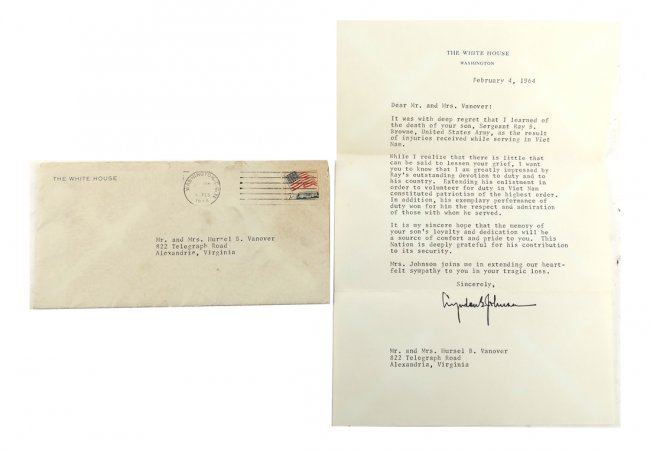 THE WHITE HOUSE
WASHINGTON, D.C.
Mr. and Mrs. Hursel B. Vanover
822 Telegraph Road
Alexandria, Virginia
THE WHITE HOUSE
WASHINGTON
February 4, 1964
Dear Mr. and Mrs. Vanover:
It was with deep regret that I learned of
the death of your son, Sergeant Ray B.
Browne, United States Army, as the result
of injuries received while serving in Viet
Nam.
While I realize that there is little that
can be said to lessen your grief, I want
you to know that I am greatly impressed by
Ray's outstanding devotion to duty and to
his country. Extending his enlistment in
order to volunteer for duty in Viet Nam
constituted patriotism of the highest order.
In addition, his exemplary performance of
duty won for him the respect and admiration
of those with whom he served.
It is my sincere hope that the memory of
your son's loyalty and dedication will be
a source of comfort and pride to you. This
Nation is deeply grateful for his contribution
to its security.
Mrs. Johnson joins me in extending our heart-
felt sympathy to you in your tragic loss.
Sincerely,
Lyndon B. Johnson
Mr. and Mrs. Hursel B. Vanover
822 Telegraph Road
Alexandria, Virginia